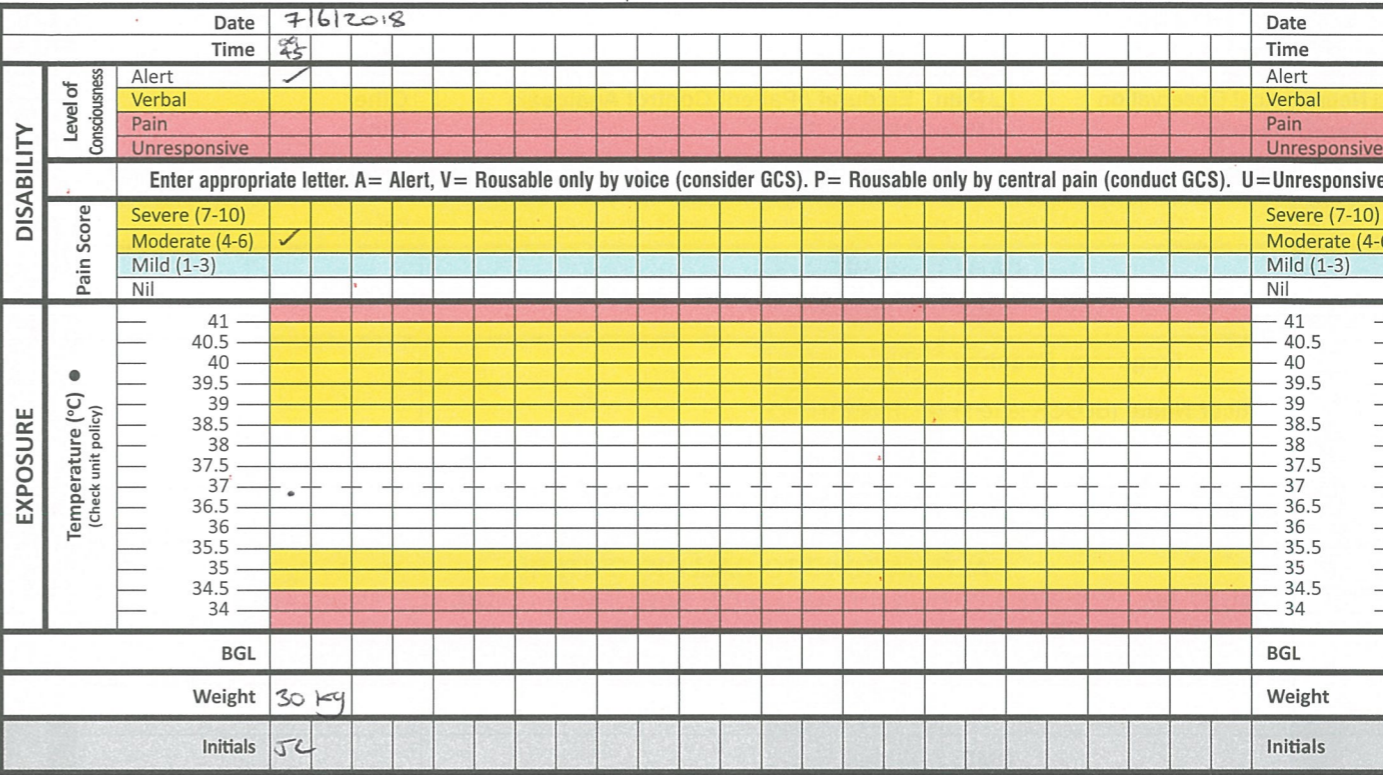 Date 7/6/2018 Date
Time 09 45 Time
DISABILITY
Level of Consciousness
Alert ✓ Alert
Verbal Verbal
Pain Pain
Unresponsive Unresponsive
Enter appropriate letter. A= Alert, V= Rousable only by voice (consider GCS). P= Rousable only by central pain (conduct GCS). U=Unresponsive
Pain Score
Severe (7-10) Severe (7-10)
Moderate (4-6) ✓ Moderate (4-6
Mild (1-3) Mild (1-3)
Nil Nil
EXPOSURE
Temperature (°C) ●
(Check unit policy)
41 41
40.5 40.5
40 40
39.5 39.5
39 39
38.5 38.5
38 38
37.5 37.5
37 37
36.5 36.5
36 36
35.5 35.5
35 35
34.5 34.5
34 34
BGL BGL
Weight 30 kg Weight
Initials JL Initials